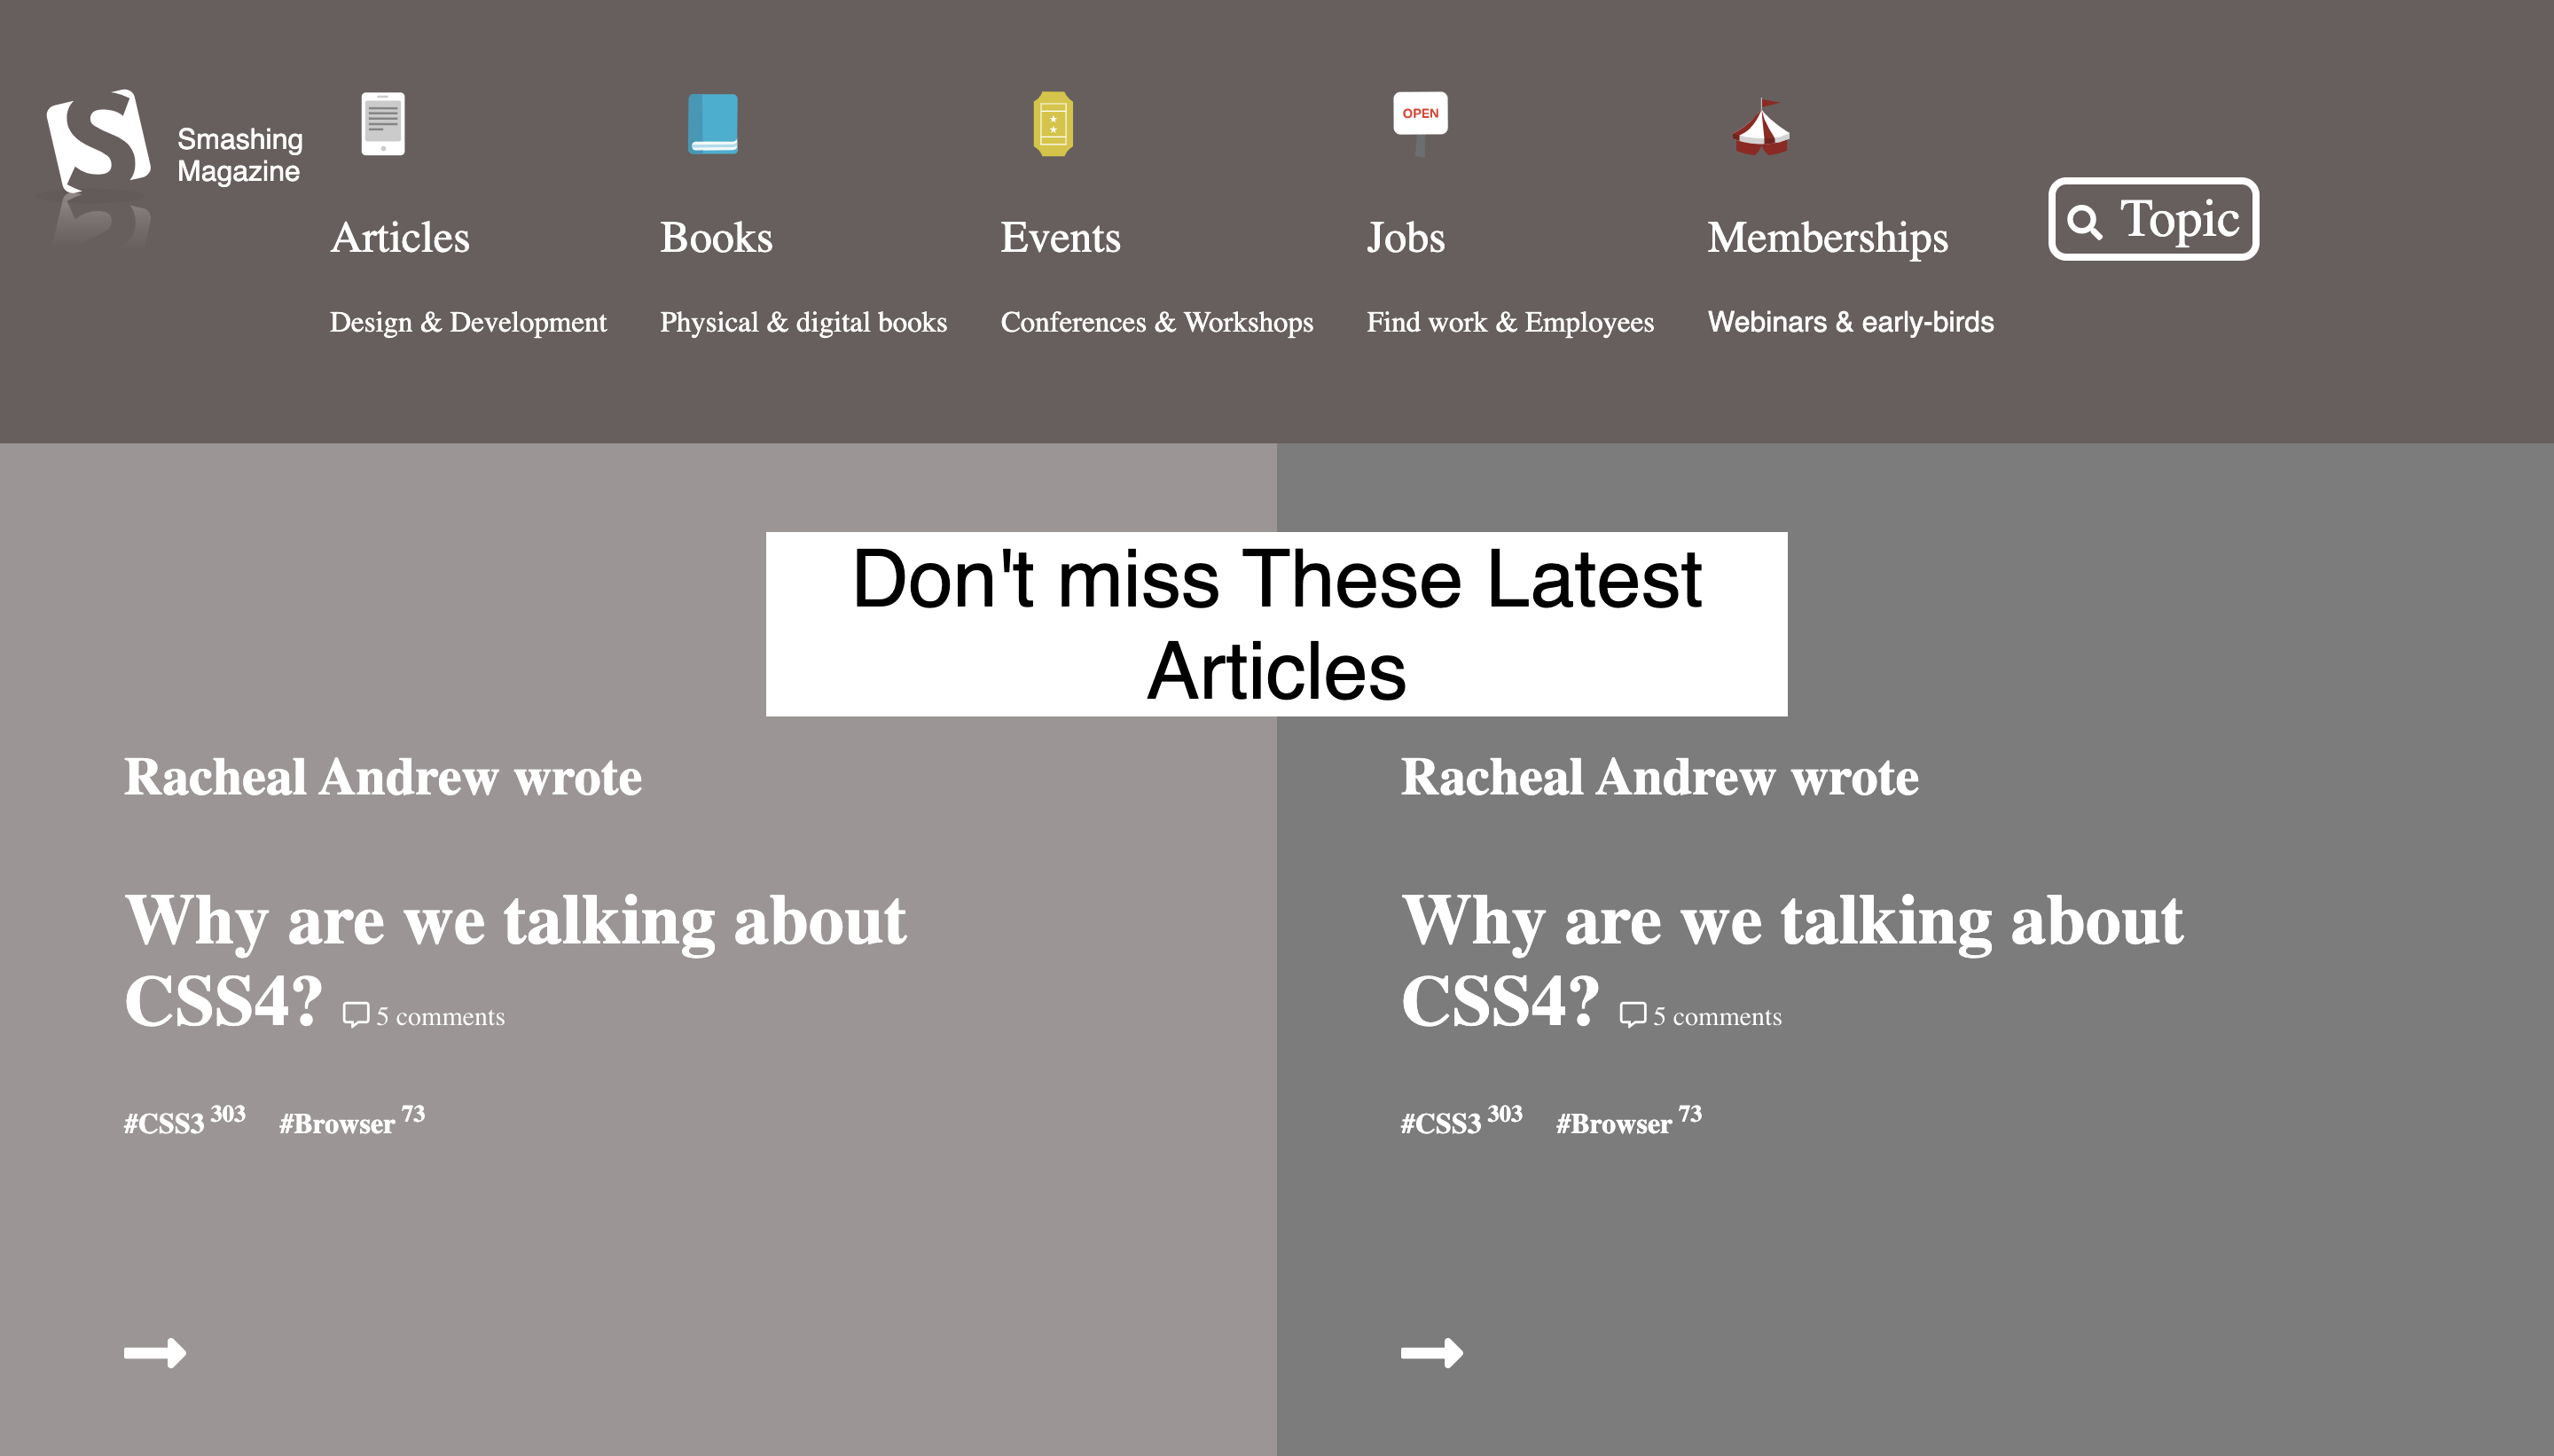 Smashing
Magazine
OPEN
Articles
Books
Events
Jobs
Memberships
Topic
Design & Development
Physical & digital books
Conferences & Workshops
Find work & Employees
Webinars & early-birds
Don't miss These Latest
Articles
Racheal Andrew wrote
Why are we talking about
CSS4? 5 comments
#CSS3 303 #Browser 73
Racheal Andrew wrote
Why are we talking about
CSS4? 5 comments
#CSS3 303 #Browser 73